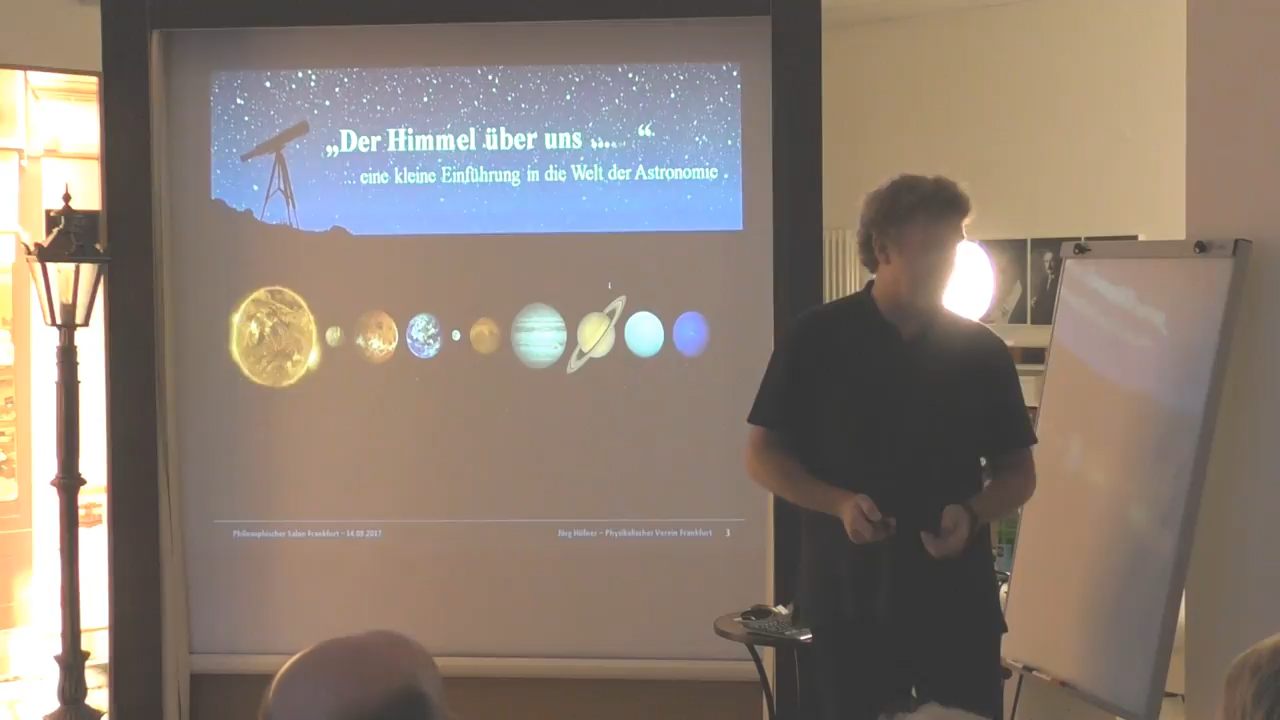 „Der Himmel über uns .... “
... eine kleine Einführung in die Welt der Astronomie .
Philosophischer Salon Frankfurt – 14.09.2017
Jörg Hüfner – Physikalischer Verein Frankfurt 3